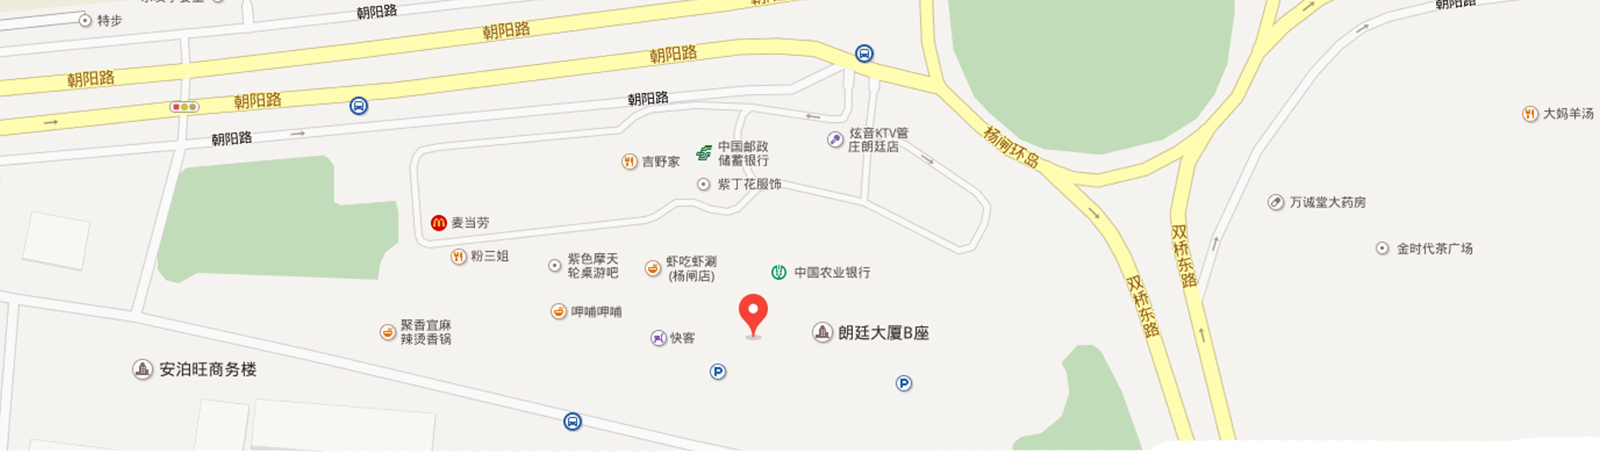 朝阳路
朝阳路
特步
朝阳路
朝阳路
朝阳路
朝阳路
朝阳路
朝阳路
朝阳路
杨闸环岛
大妈羊汤
炫音KTV管
庄朗廷店
中国邮政
储蓄银行
吉野家
紫丁花服饰
万诚堂大药房
麦当劳
粉三姐
紫色摩天
轮桌游吧
虾吃虾涮
(杨闸店)
中国农业银行
金时代茶广场
双桥东路
双桥东路
呷哺呷哺
聚香宜麻
辣烫香锅
快客
朗廷大厦B座
安泊旺商务楼
P
P